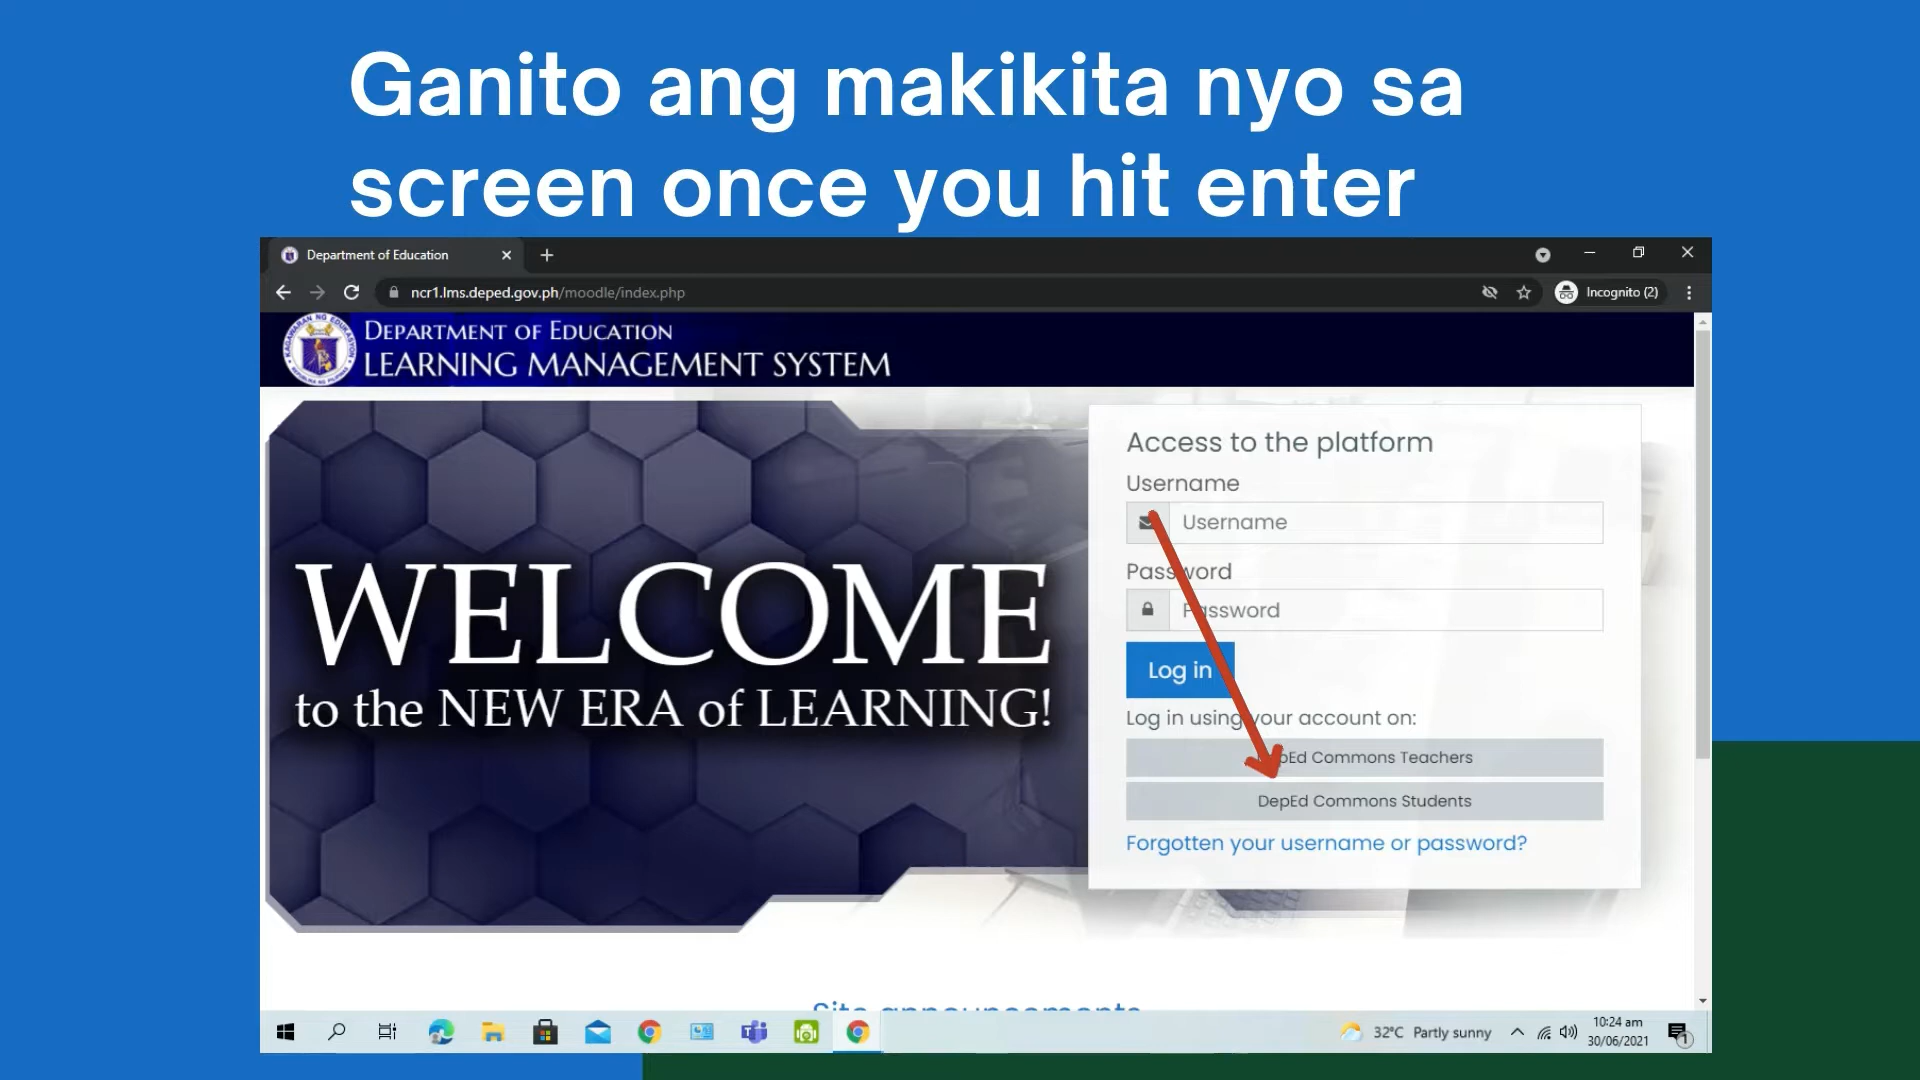 Ganito ang makikita nyo sa
screen once you hit enter
Department of Education
ncr1.lms.deped.gov.ph/moodle/index.php
Incognito (2)
DEPARTMENT OF EDUCATION
LEARNING MANAGEMENT SYSTEM
WELCOME
to the NEW ERA of LEARNING!
Access to the platform
Username
Username
Password
Password
Log in
Log in using your account on:
DepEd Commons Teachers
DepEd Commons Students
Forgotten your username or password?
Site announcements
32°C Partly sunny
10:24 am
30/06/2021
1